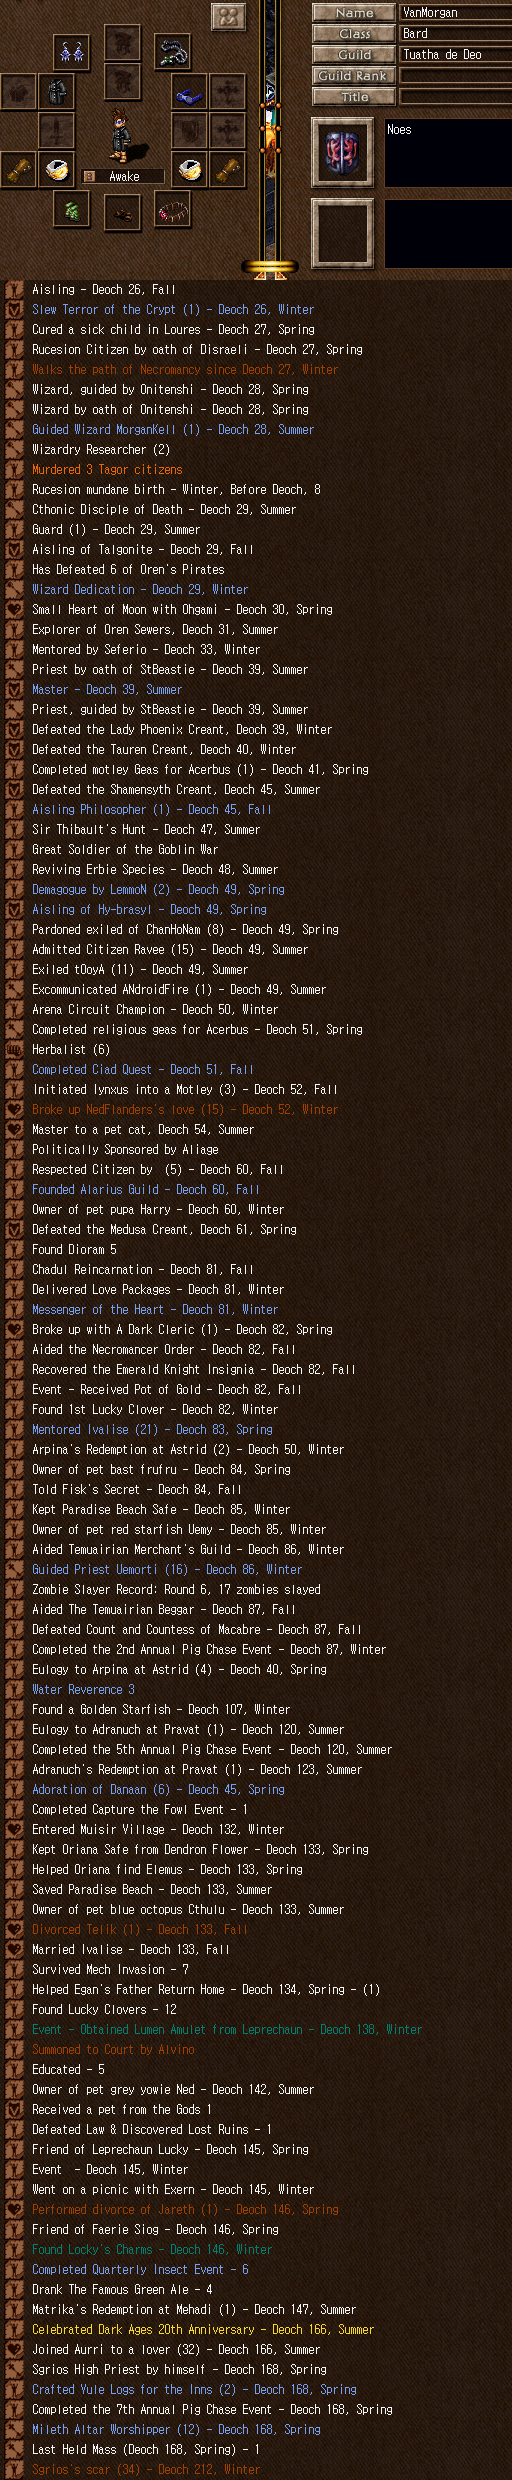 Name
VanMorgan
Class
Bard
Guild
Tuatha de Deo
Guild Rank
Title
Noes
Awake
Aisling - Deoch 26, Fall
Slew Terror of the Crypt (1) - Deoch 26, Winter
Cured a sick child in Loures - Deoch 27, Spring
Rucesion Citizen by oath of Disraeli - Deoch 27, Spring
Walks the path of Necromancy since Deoch 27, Winter
Wizard, guided by Onitenshi - Deoch 28, Spring
Wizard by oath of Onitenshi - Deoch 28, Spring
Guided Wizard MorganKell (1) - Deoch 28, Summer
Wizardry Researcher (2)
Murdered 3 Tagor citizens
Rucesion mundane birth - Winter, Before Deoch, 8
Cthonic Disciple of Death - Deoch 29, Summer
Guard (1) - Deoch 29, Summer
Aisling of Talgonite - Deoch 29, Fall
Has Defeated 6 of Oren's Pirates
Wizard Dedication - Deoch 29, Winter
Small Heart of Moon with Ohgami - Deoch 30, Spring
Explorer of Oren Sewers, Deoch 31, Summer
Mentored by Seferio - Deoch 33, Winter
Priest by oath of StBeastie - Deoch 39, Summer
Master - Deoch 39, Summer
Priest, guided by StBeastie - Deoch 39, Summer
Defeated the Lady Phoenix Creant, Deoch 39, Winter
Defeated the Tauren Creant, Deoch 40, Winter
Completed motley Geas for Acerbus (1) - Deoch 41, Spring
Defeated the Shamensyth Creant, Deoch 45, Summer
Aisling Philosopher (1) - Deoch 45, Fall
Sir Thibault's Hunt - Deoch 47, Summer
Great Soldier of the Goblin War
Reviving Erbie Species - Deoch 48, Summer
Demagogue by LemmoN (2) - Deoch 49, Spring
Aisling of Hy-brasyl - Deoch 49, Spring
Pardoned exiled of ChanHoNam (8) - Deoch 49, Spring
Admitted Citizen Ravee (15) - Deoch 49, Summer
Exiled tOoyA (11) - Deoch 49, Summer
Excommunicated ANdroidFire (1) - Deoch 49, Summer
Arena Circuit Champion - Deoch 50, Winter
Completed religious geas for Acerbus - Deoch 51, Spring
Herbalist (6)
Completed Ciad Quest - Deoch 51, Fall
Initiated lynxus into a Motley (3) - Deoch 52, Fall
Broke up NedFlanders's love (15) - Deoch 52, Winter
Master to a pet cat, Deoch 54, Summer
Politically Sponsored by Aliage
Respected Citizen by  (5) - Deoch 60, Fall
Founded Alarius Guild - Deoch 60, Fall
Owner of pet pupa Harry - Deoch 60, Winter
Defeated the Medusa Creant, Deoch 61, Spring
Found Dioram 5
Chadul Reincarnation - Deoch 81, Fall
Delivered Love Packages - Deoch 81, Winter
Messenger of the Heart - Deoch 81, Winter
Broke up with A Dark Cleric (1) - Deoch 82, Spring
Aided the Necromancer Order - Deoch 82, Fall
Recovered the Emerald Knight Insignia - Deoch 82, Fall
Event - Received Pot of Gold - Deoch 82, Fall
Found 1st Lucky Clover - Deoch 82, Winter
Mentored Ivalise (21) - Deoch 83, Spring
Arpina's Redemption at Astrid (2) - Deoch 50, Winter
Owner of pet bast frufru - Deoch 84, Spring
Told Fisk's Secret - Deoch 84, Fall
Kept Paradise Beach Safe - Deoch 85, Winter
Owner of pet red starfish Uemy - Deoch 85, Winter
Aided Temuairian Merchant's Guild - Deoch 86, Winter
Guided Priest Uemorti (16) - Deoch 86, Winter
Zombie Slayer Record: Round 6, 17 zombies slayed
Aided The Temuairian Beggar - Deoch 87, Fall
Defeated Count and Countess of Macabre - Deoch 87, Fall
Completed the 2nd Annual Pig Chase Event - Deoch 87, Winter
Eulogy to Arpina at Astrid (4) - Deoch 40, Spring
Water Reverence 3
Found a Golden Starfish - Deoch 107, Winter
Eulogy to Adranuch at Pravat (1) - Deoch 120, Summer
Completed the 5th Annual Pig Chase Event - Deoch 120, Summer
Adranuch's Redemption at Pravat (1) - Deoch 123, Summer
Adoration of Danaan (6) - Deoch 45, Spring
Completed Capture the Fowl Event - 1
Entered Muisir Village - Deoch 132, Winter
Kept Oriana Safe from Dendron Flower - Deoch 133, Spring
Helped Oriana find Elemus - Deoch 133, Spring
Saved Paradise Beach - Deoch 133, Summer
Owner of pet blue octopus Cthulu - Deoch 133, Summer
Divorced Telik (1) - Deoch 133, Fall
Married Ivalise - Deoch 133, Fall
Survived Mech Invasion - 7
Helped Egan's Father Return Home - Deoch 134, Spring - (1)
Found Lucky Clovers - 12
Event - Obtained Lumen Amulet from Leprechaun - Deoch 138, Winter
Summoned to Court by Alvino
Educated - 5
Owner of pet grey yowie Ned - Deoch 142, Summer
Received a pet from the Gods 1
Defeated Law & Discovered Lost Ruins - 1
Friend of Leprechaun Lucky - Deoch 145, Spring
Event  - Deoch 145, Winter
Went on a picnic with Exern - Deoch 145, Winter
Performed divorce of Jareth (1) - Deoch 146, Spring
Friend of Faerie Siog - Deoch 146, Spring
Found Locky's Charms - Deoch 146, Winter
Completed Quarterly Insect Event - 6
Drank The Famous Green Ale - 4
Matrika's Redemption at Mehadi (1) - Deoch 147, Summer
Celebrated Dark Ages 20th Anniversary - Deoch 166, Summer
Joined Aurri to a lover (32) - Deoch 166, Summer
Sgrios High Priest by himself - Deoch 168, Spring
Crafted Yule Logs for the Inns (2) - Deoch 168, Spring
Completed the 7th Annual Pig Chase Event - Deoch 168, Spring
Mileth Altar Worshipper (12) - Deoch 168, Spring
Last Held Mass (Deoch 168, Spring) - 1
Sgrios's scar (34) - Deoch 212, Winter